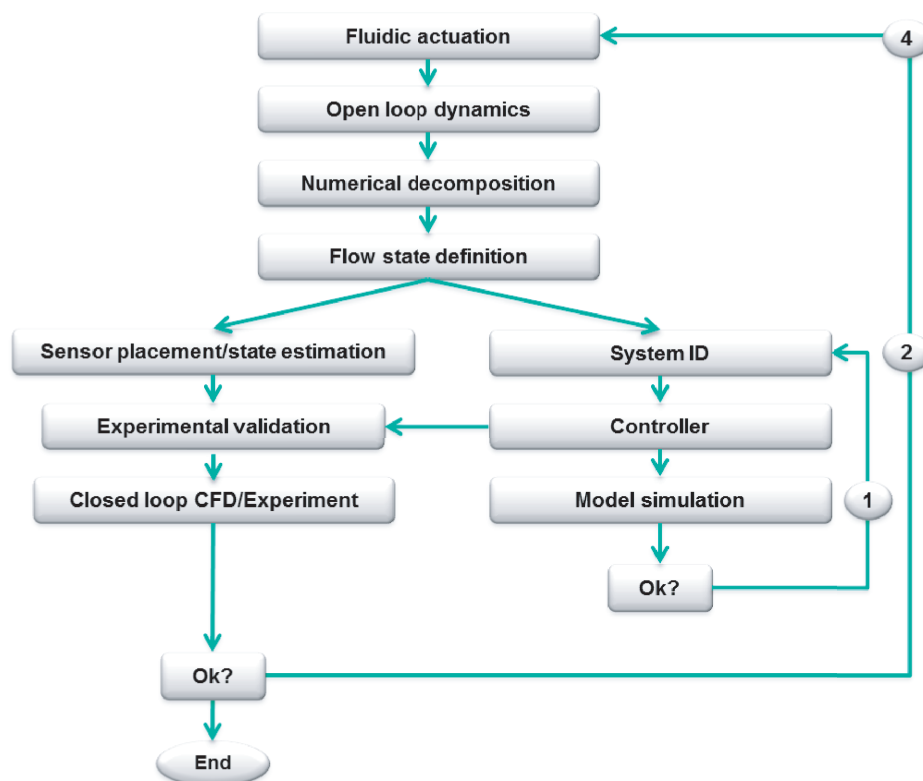 Fluidic actuation
4
Open loop dynamics
Numerical decomposition
Flow state definition
Sensor placement/state estimation
System ID
2
Experimental validation
Controller
Closed loop CFD/Experiment
Model simulation
1
Ok?
Ok?
End